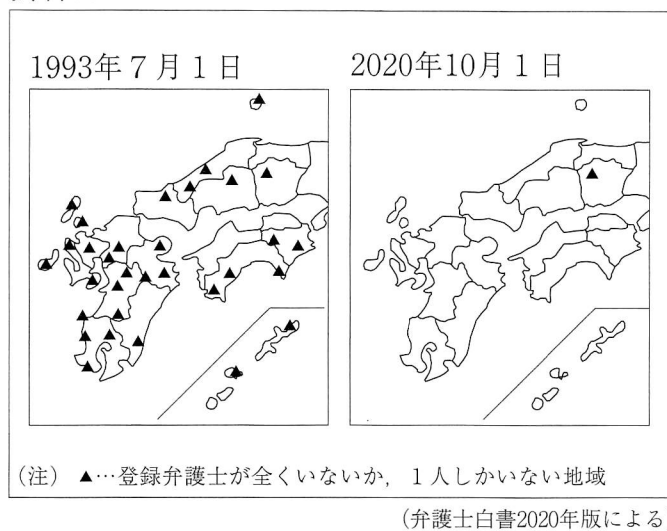 1993年7月1日
2020年10月1日
(注) ▲…登録弁護士が全くいないか，1人しかいない地域
(弁護士白書2020年版による